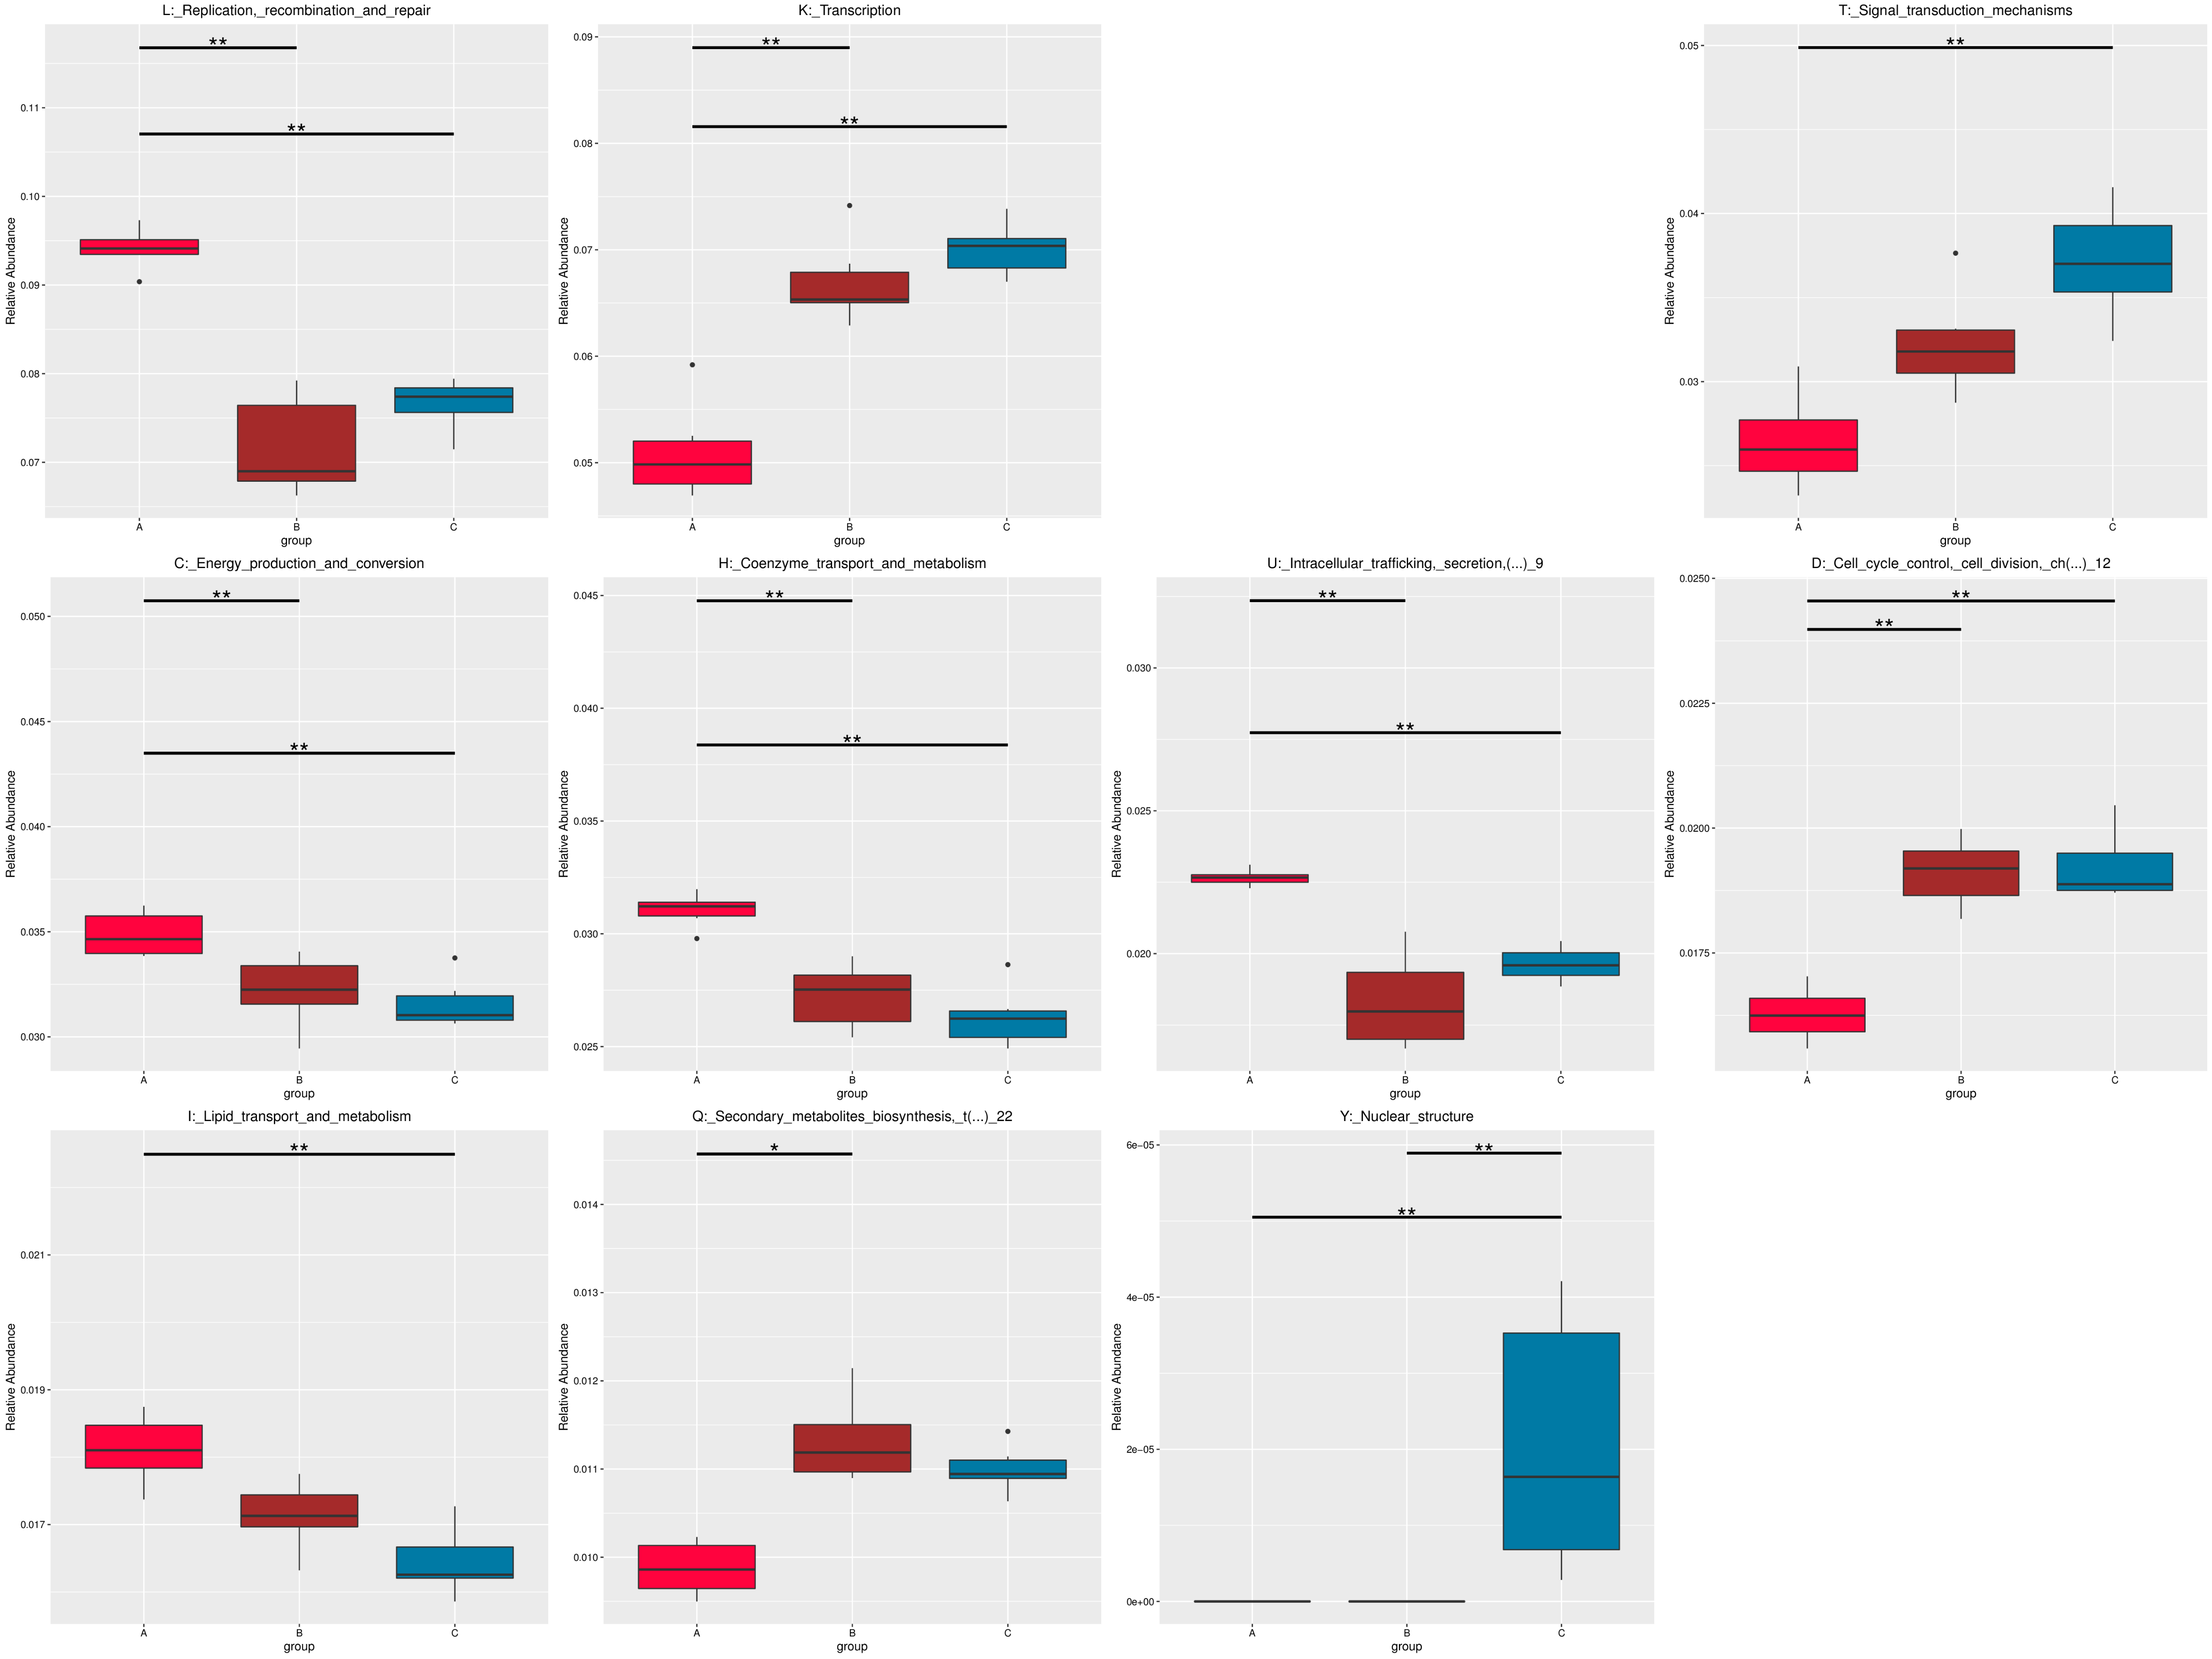 L:_Replication,_recombination_and_repair
**
**
0.11
0.10
0.09
0.08
0.07
Relative Abundance
A B C
group
K:_Transcription
**
**
0.09
0.08
0.07
0.06
0.05
Relative Abundance
A B C
group
T:_Signal_transduction_mechanisms
**
0.05
0.04
0.03
Relative Abundance
A B C
group
C:_Energy_production_and_conversion
**
**
0.050
0.045
0.040
0.035
0.030
Relative Abundance
A B C
group
H:_Coenzyme_transport_and_metabolism
**
**
0.045
0.040
0.035
0.030
0.025
Relative Abundance
A B C
group
U:_Intracellular_trafficking,_secretion,(...)_9
**
**
0.030
0.025
0.020
Relative Abundance
A B C
group
D:_Cell_cycle_control,_cell_division,_ch(...)_12
**
**
0.0250
0.0225
0.0200
0.0175
Relative Abundance
A B C
group
I:_Lipid_transport_and_metabolism
**
0.021
0.019
0.017
Relative Abundance
A B C
group
Q:_Secondary_metabolites_biosynthesis,_t(...)_22
*
0.014
0.013
0.012
0.011
0.010
Relative Abundance
A B C
group
Y:_Nuclear_structure
**
**
6e−05
4e−05
2e−05
0e+00
Relative Abundance
A B C
group